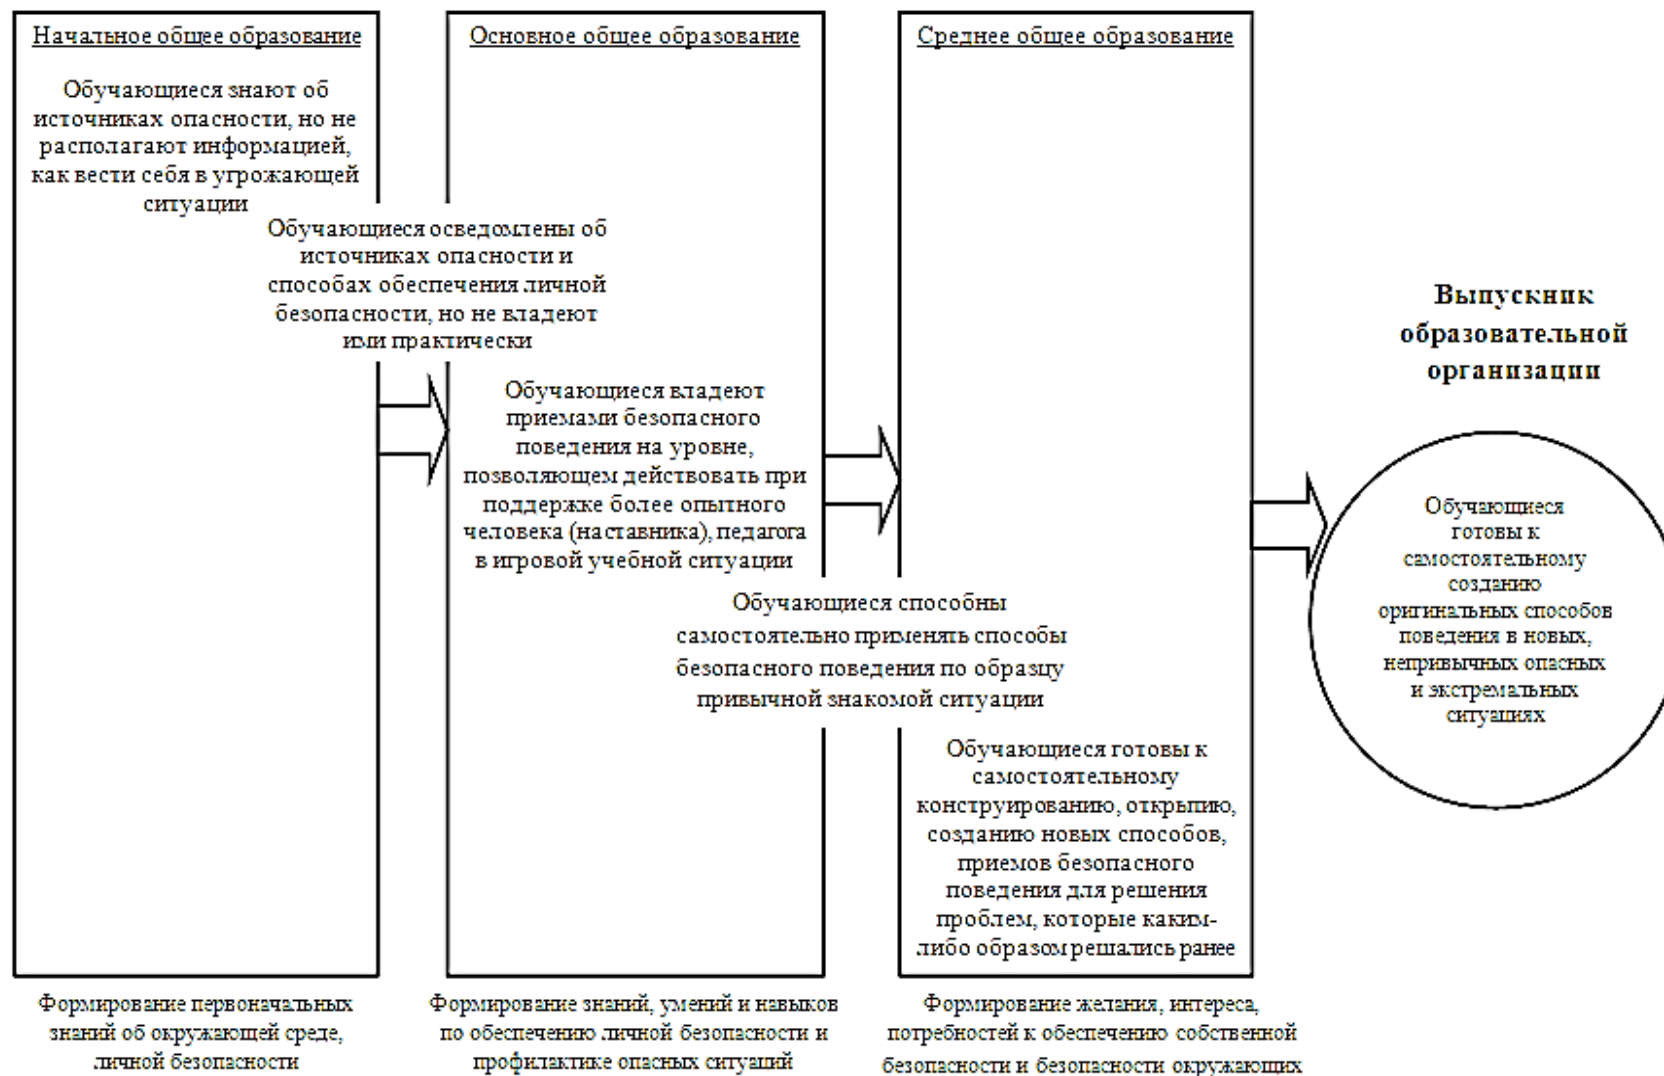 Начальное общее образование
Обучающиеся знают об
источниках опасности, но не
располагают информацией,
как вести себя в угрожающей
ситуации
Обучающиеся осведомлены об
источниках опасности и
способах обеспечения личной
безопасности, но не владеют
ими практически
Основное общее образование
Обучающиеся владеют
приемами безопасного
поведения на уровне,
позволяющем действовать при
поддержке более опытного
человека (наставника), педагога
в игровой учебной ситуации
Обучающиеся способны
самостоятельно применять способы
безопасного поведения по образцу
привычной знакомой ситуации
Среднее общее образование
Обучающиеся готовы к
самостоятельному
конструированию, открытию,
созданию новых способов,
приемов безопасного
поведения для решения
проблем, которые каким-
либо образом решались ранее
Выпускник
образовательной
организации
Обучающиеся
готовы к
самостоятельному
созданию
оригинальных способов
поведения в новых,
непривычных опасных
и экстремальных
ситуациях
Формирование первоначальных
знаний об окружающей среде,
личной безопасности
Формирование знаний, умений и навыков
по обеспечению личной безопасности и
профилактике опасных ситуаций
Формирование желания, интереса,
потребностей к обеспечению собственной
безопасности и безопасности окружающих